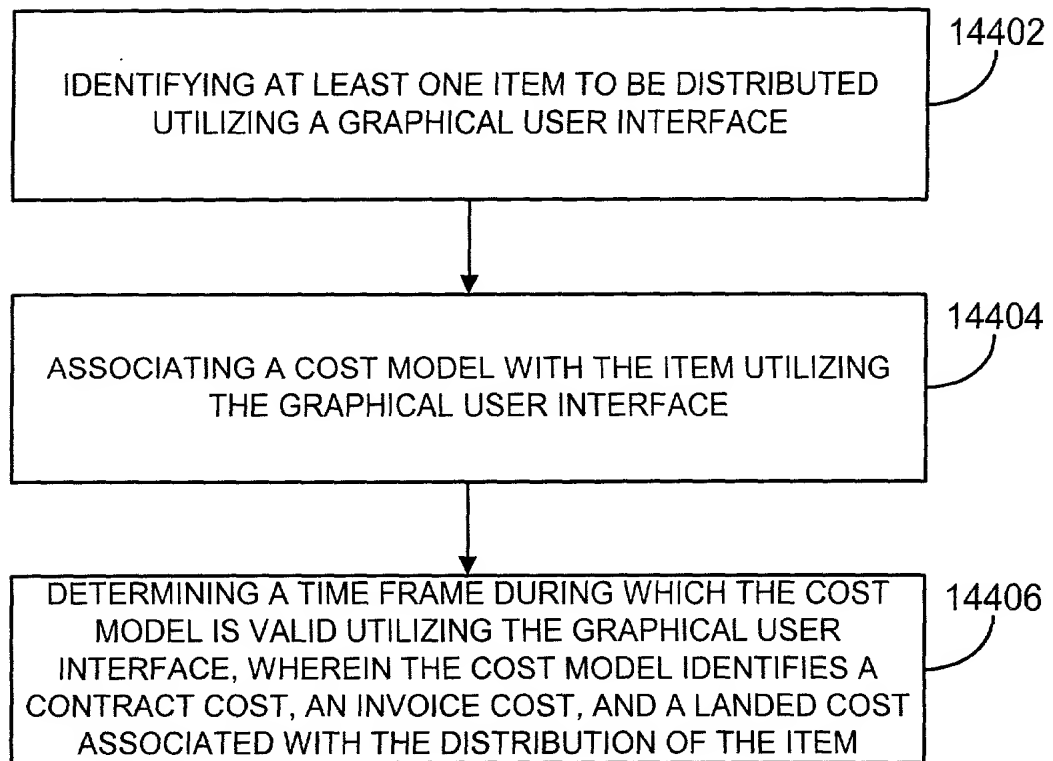 14402
IDENTIFYING AT LEAST ONE ITEM TO BE DISTRIBUTED
UTILIZING A GRAPHICAL USER INTERFACE
14404
ASSOCIATING A COST MODEL WITH THE ITEM UTILIZING
THE GRAPHICAL USER INTERFACE
14406
DETERMINING A TIME FRAME DURING WHICH THE COST
MODEL IS VALID UTILIZING THE GRAPHICAL USER
INTERFACE, WHEREIN THE COST MODEL IDENTIFIES A
CONTRACT COST, AN INVOICE COST, AND A LANDED COST
ASSOCIATED WITH THE DISTRIBUTION OF THE ITEM